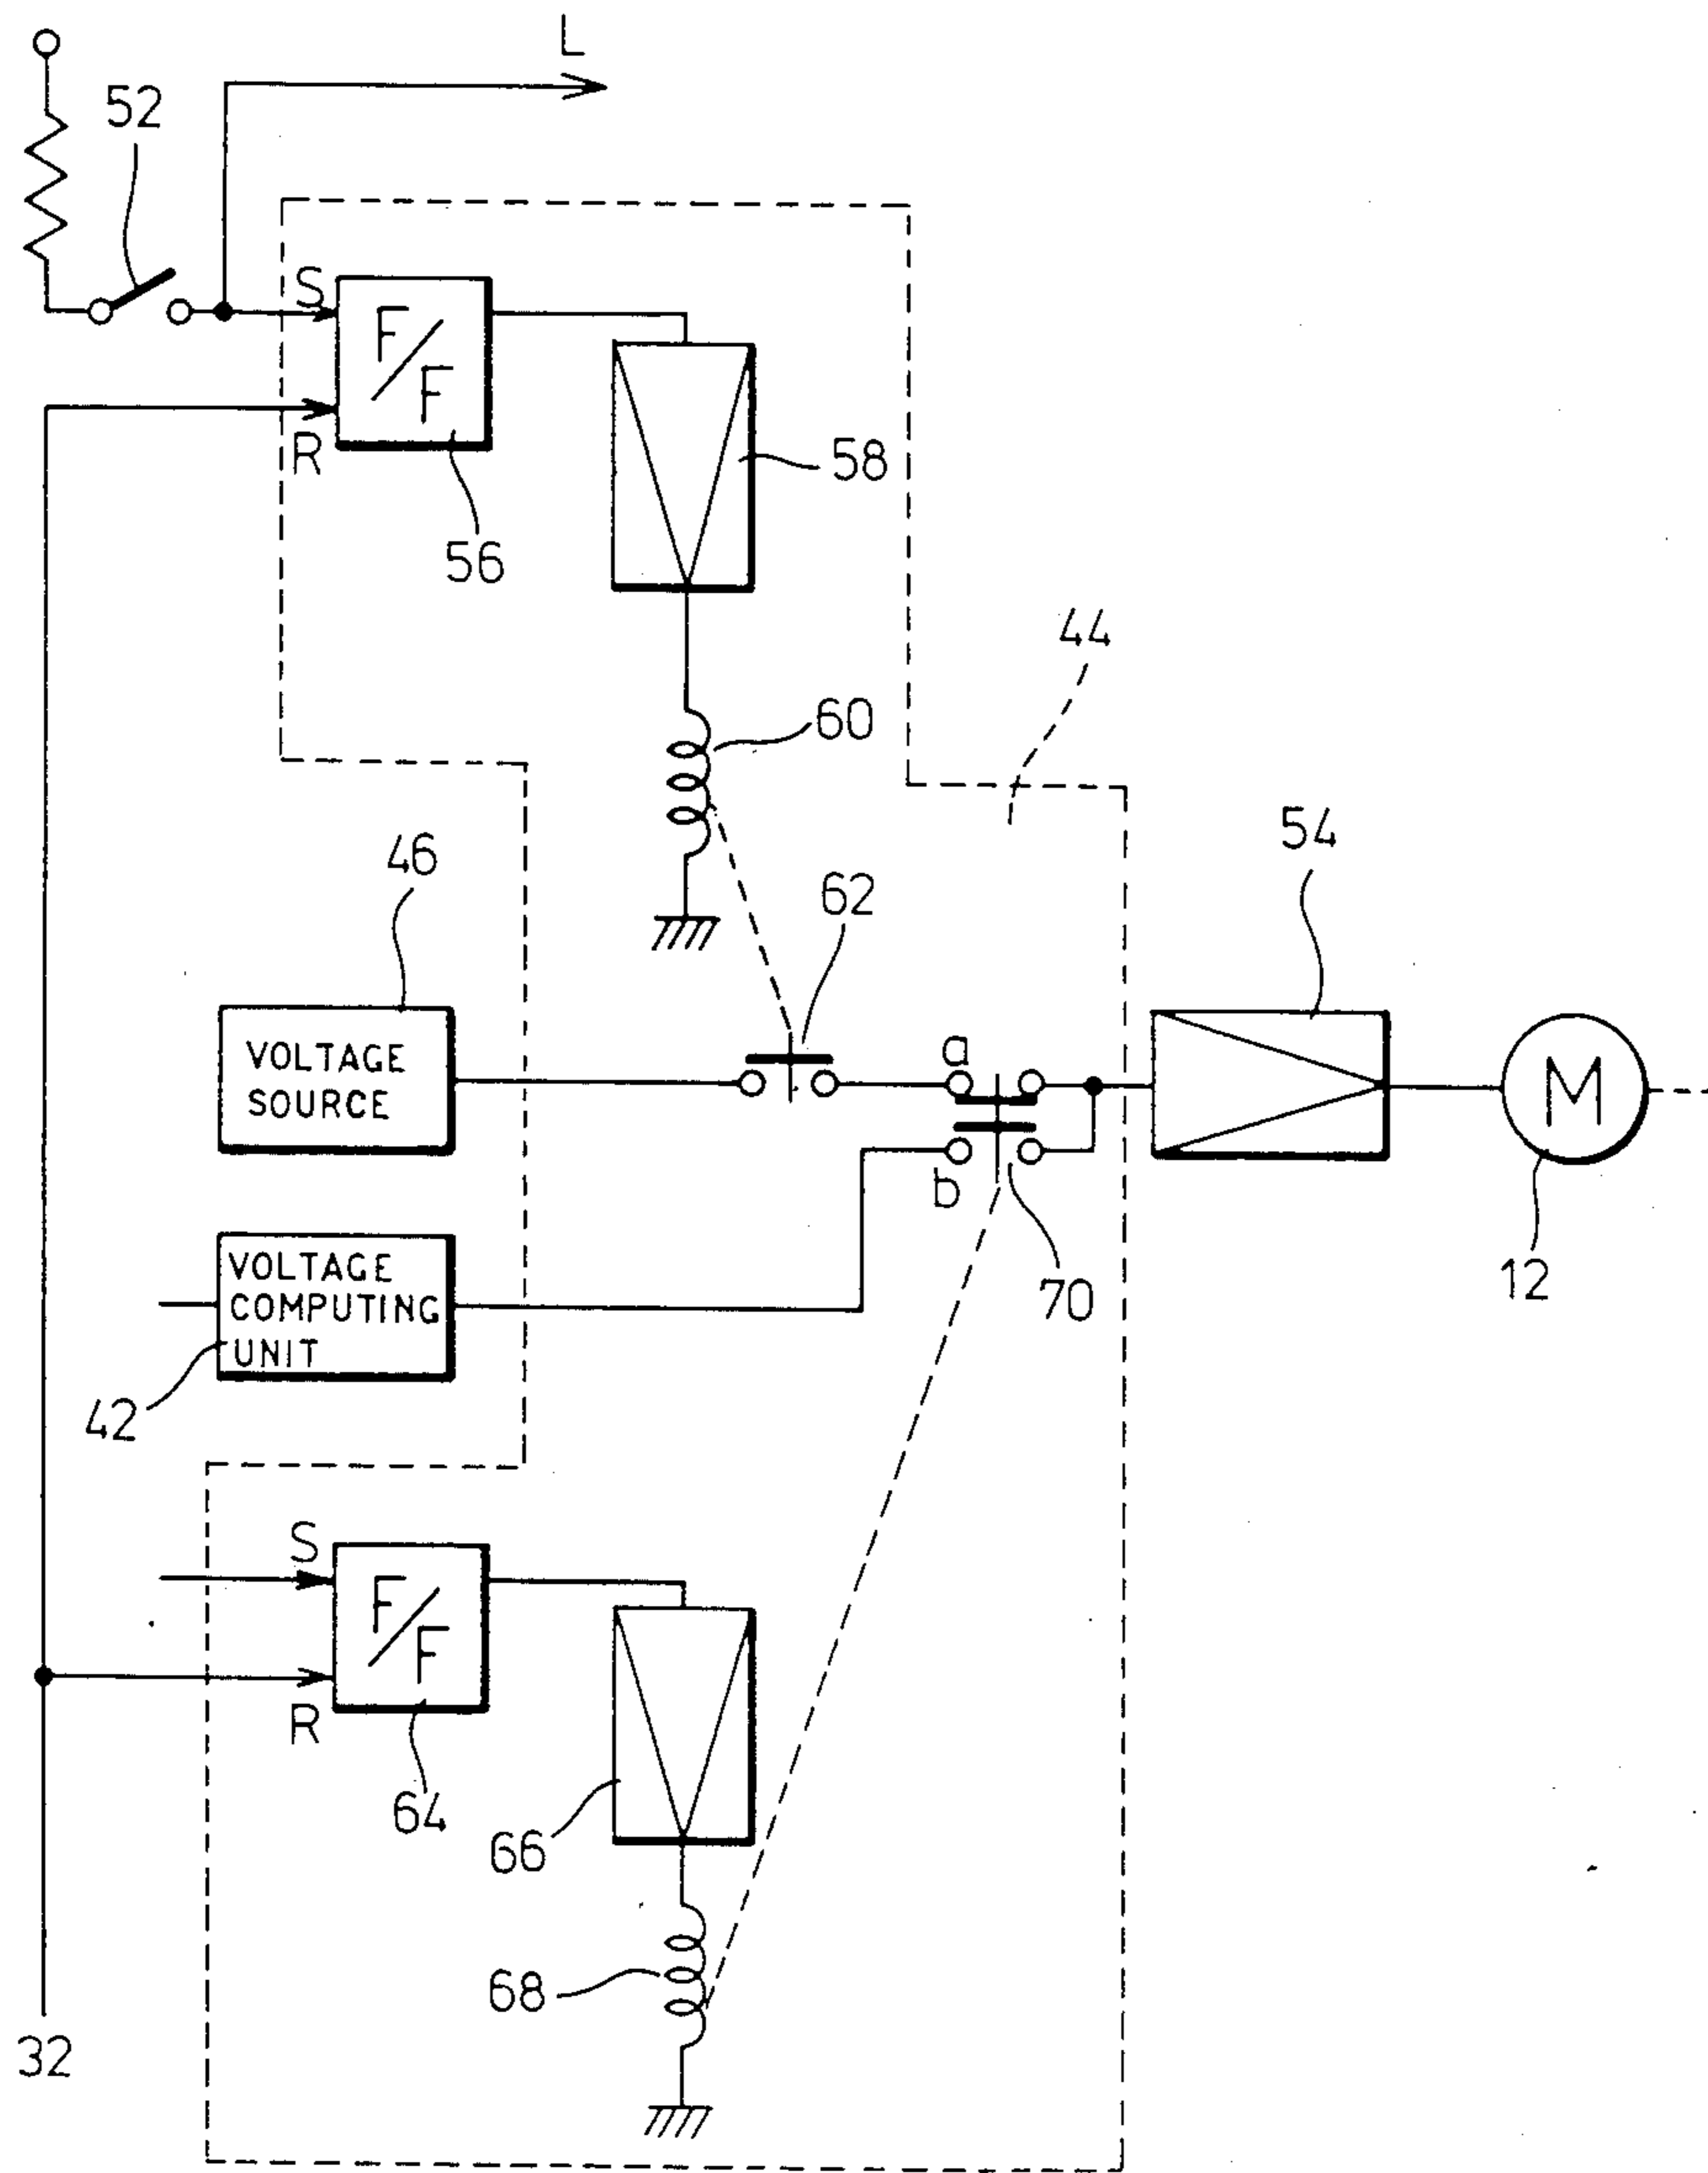 L
52
S
F/F
R
58
56
44
60
46
54
62
VOLTAGE
SOURCE
a
M
b
70
12
VOLTAGE
COMPUTING
UNIT
42
S
F/F
R
64
66
68
32